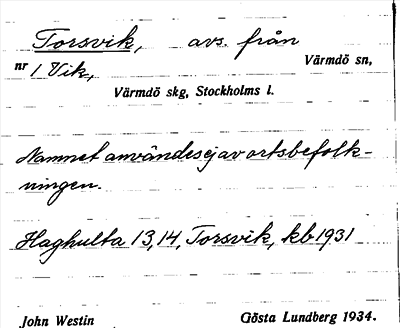 Torsvik, avs. från
nr 1 Vik, Värmdö sn,
Värmdö skg, Stockholms l.
Namnet användes ej av ortsbefolk-
ningen.
Haghulta 13,14, Torsvik, kb 1931
John Westin Gösta Lundberg 1934.